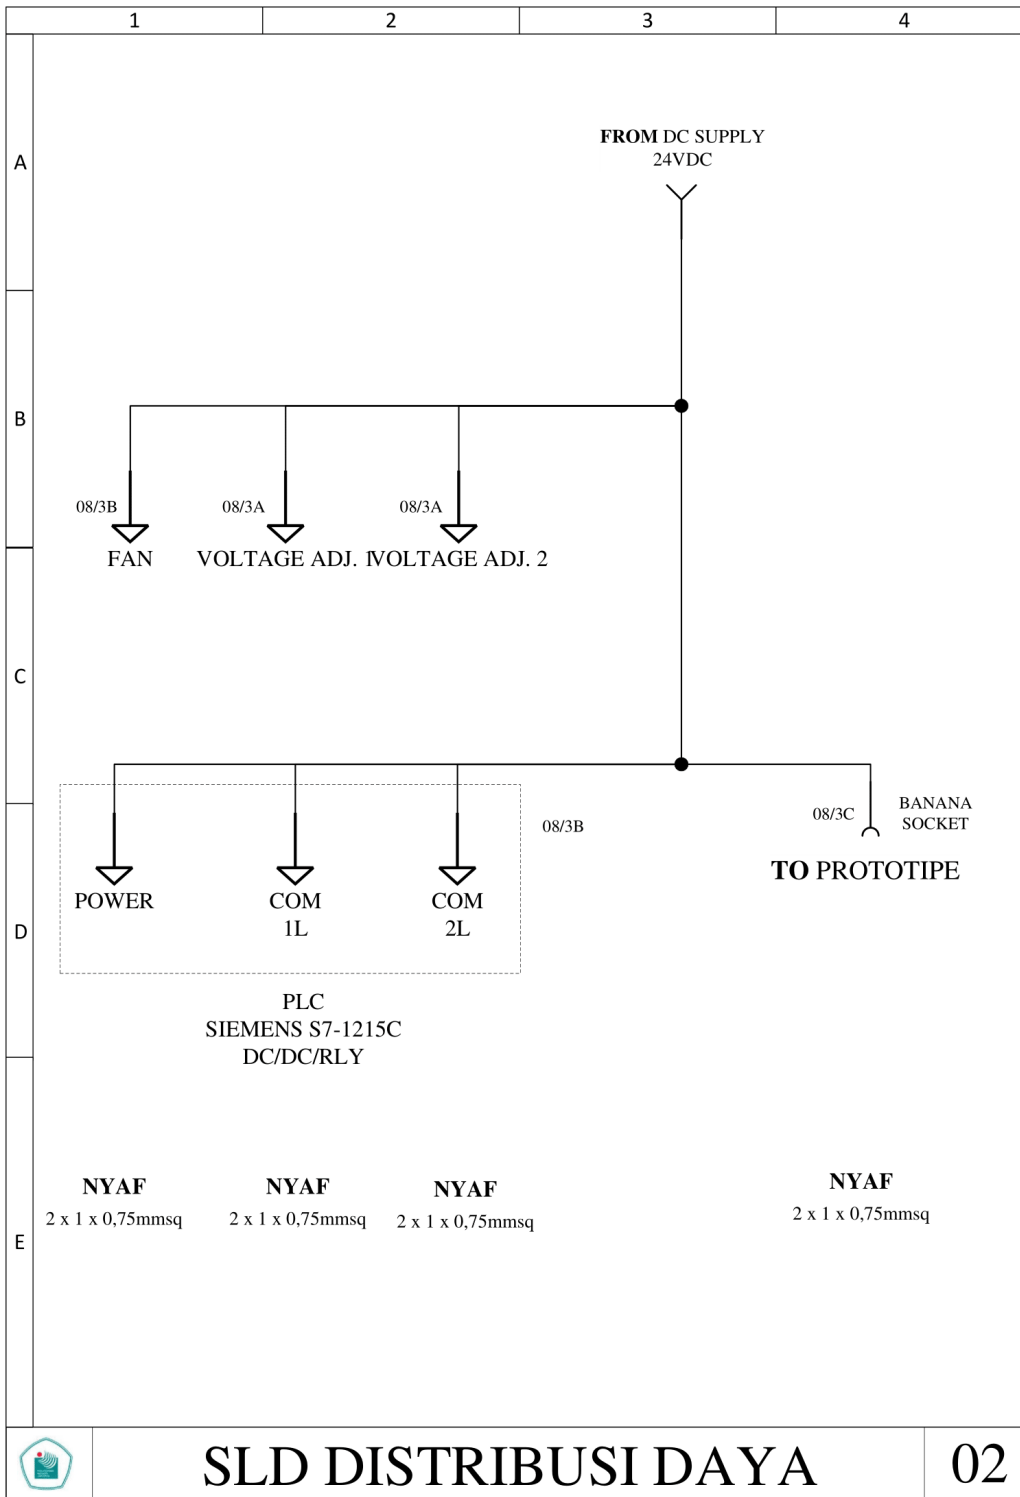 1 2 3 4
A
FROM DC SUPPLY
24VDC
B
08/3B 08/3A 08/3A
FAN VOLTAGE ADJ. 1 VOLTAGE ADJ. 2
C
08/3B 08/3C BANANA
SOCKET
TO PROTOTIPE
POWER COM COM
1L 2L
D
PLC
SIEMENS S7-1215C
DC/DC/RLY
NYAF NYAF NYAF NYAF
2 x 1 x 0,75mmsq 2 x 1 x 0,75mmsq 2 x 1 x 0,75mmsq 2 x 1 x 0,75mmsq
E
SLD DISTRIBUSI DAYA 02